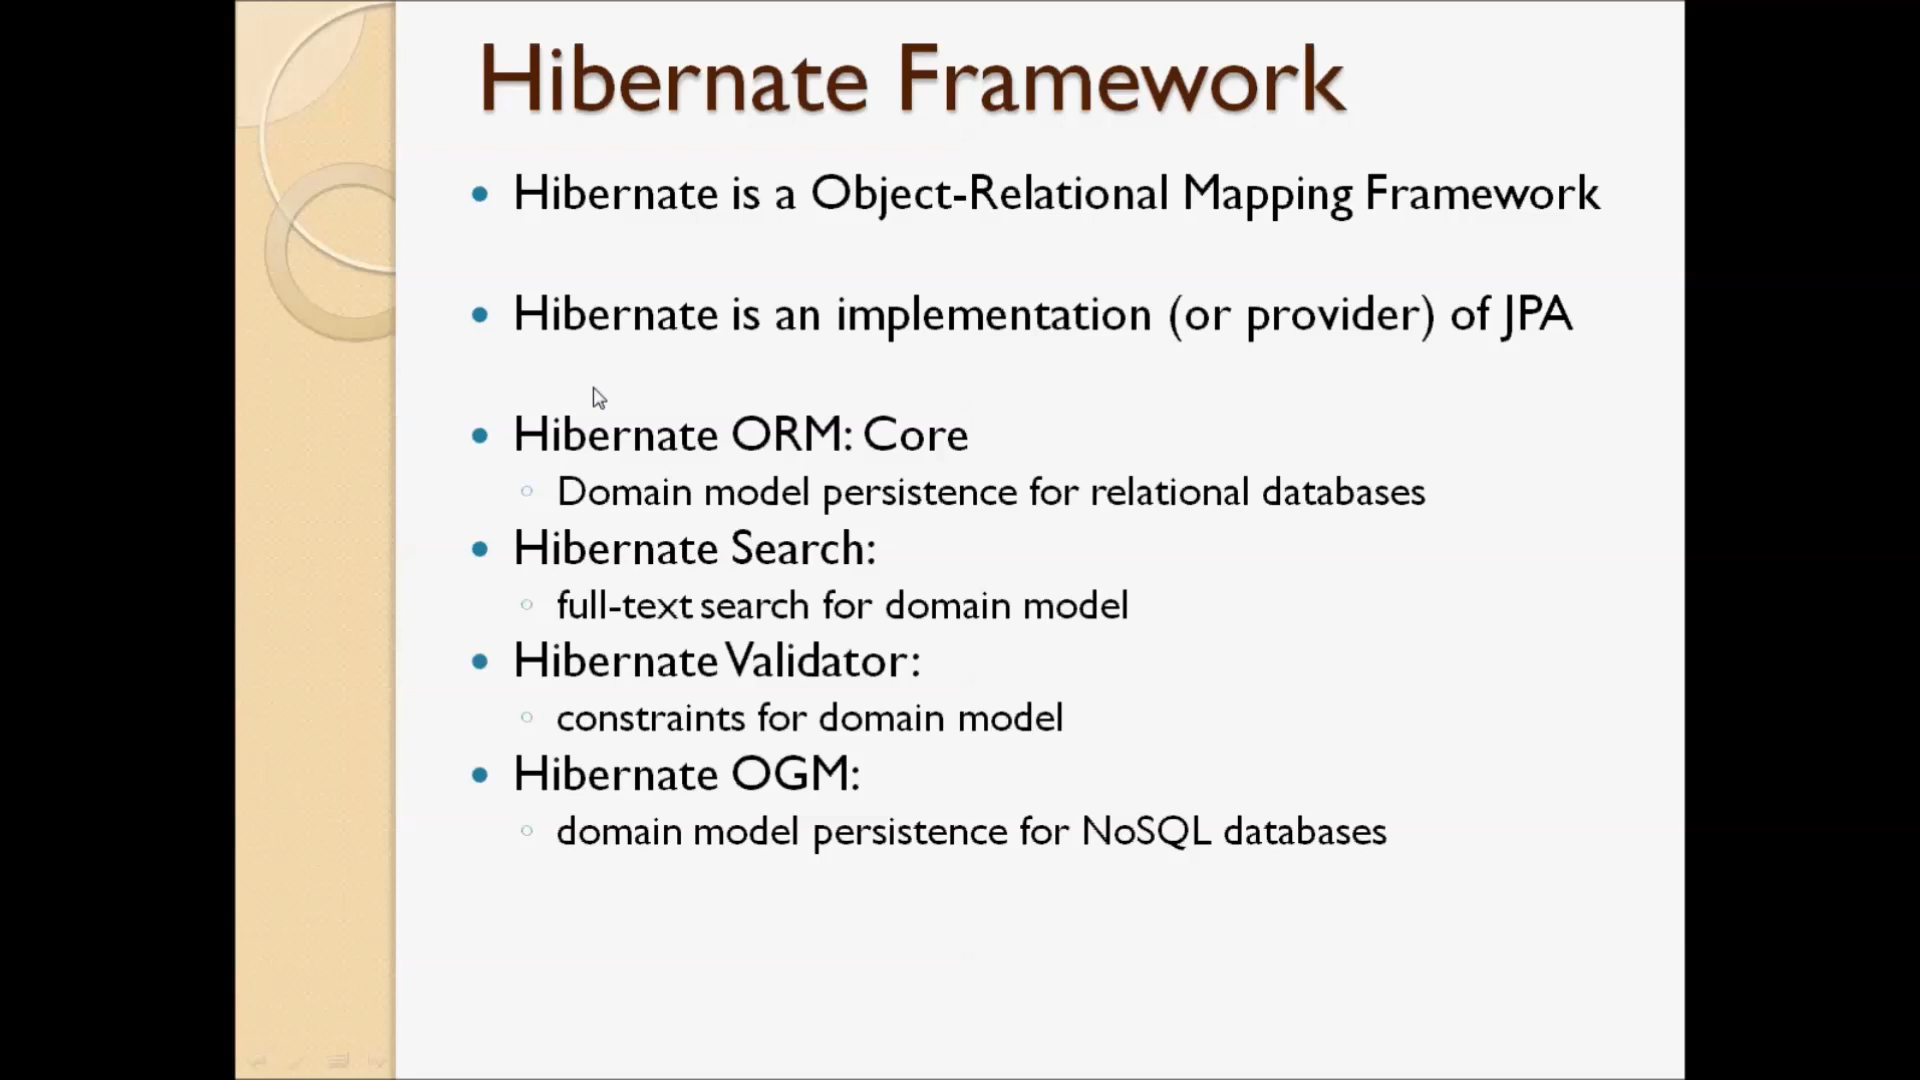 Hibernate Framework
Hibernate is a Object-Relational Mapping Framework
Hibernate is an implementation (or provider) of JPA
Hibernate ORM: Core
Domain model persistence for relational databases
Hibernate Search:
full-text search for domain model
Hibernate Validator:
constraints for domain model
Hibernate OGM:
domain model persistence for NoSQL databases